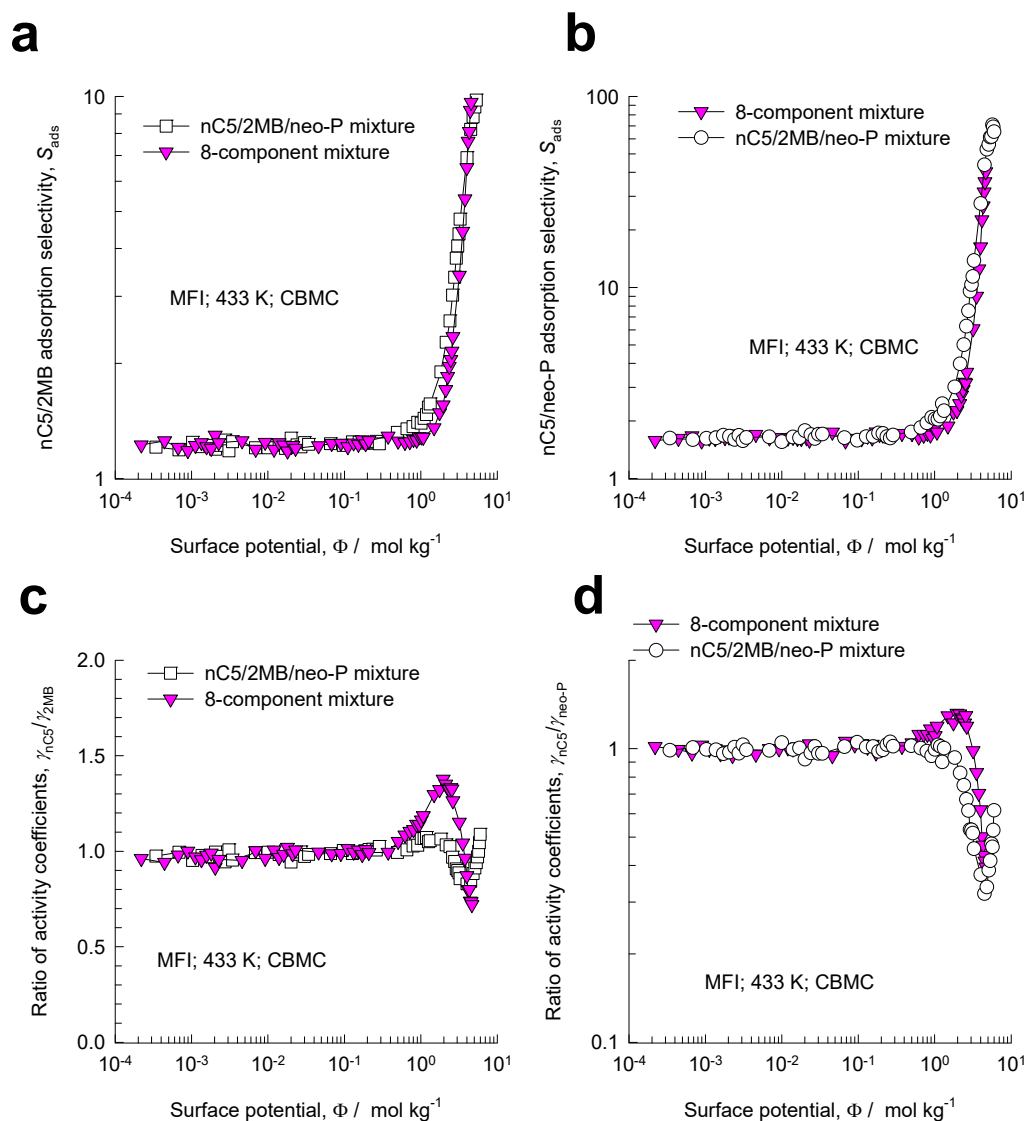 a
10
nC5/2MB/neo-P mixture
8-component mixture
nC5/2MB adsorption selectivity, S_ads
MFI; 433 K; CBMC
1
10⁻⁴ 10⁻³ 10⁻² 10⁻¹ 10⁰ 10¹
Surface potential, Φ / mol kg⁻¹
b
100
8-component mixture
nC5/2MB/neo-P mixture
nC5/neo-P adsorption selectivity, S_ads
10
MFI; 433 K; CBMC
1
10⁻⁴ 10⁻³ 10⁻² 10⁻¹ 10⁰ 10¹
Surface potential, Φ / mol kg⁻¹
c
2.0
nC5/2MB/neo-P mixture
8-component mixture
Ratio of activity coefficients, γ_nC5/γ_2MB
1.5
1.0
0.5
MFI; 433 K; CBMC
0.0
10⁻⁴ 10⁻³ 10⁻² 10⁻¹ 10⁰ 10¹
Surface potential, Φ / mol kg⁻¹
d
8-component mixture
nC5/2MB/neo-P mixture
Ratio of activity coefficients, γ_nC5/γ_neo-P
1
MFI; 433 K; CBMC
0.1
10⁻⁴ 10⁻³ 10⁻² 10⁻¹ 10⁰ 10¹
Surface potential, Φ / mol kg⁻¹